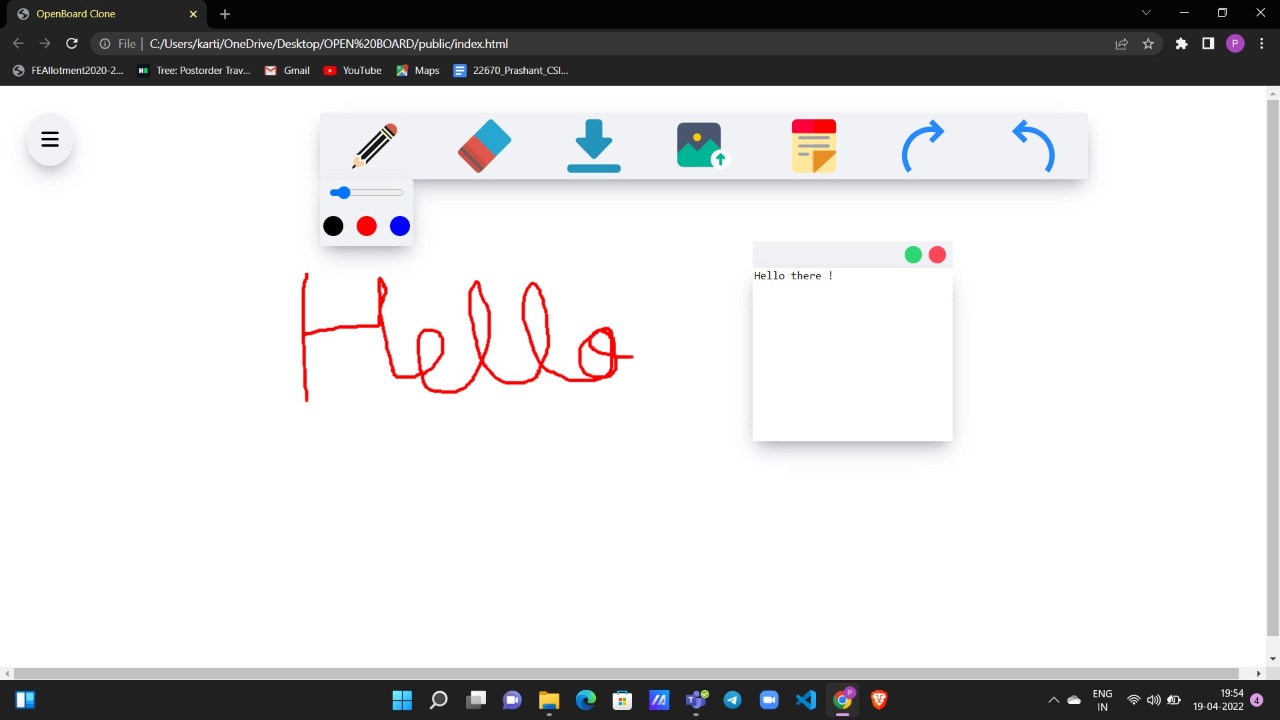 OpenBoard Clone
File
C:/Users/karti/OneDrive/Desktop/OPEN%20BOARD/public/index.html
P
FEAllotment2020-2...
Tree: Postorder Trav...
Gmail
YouTube
Maps
22670_Prashant_CSI...
Hello
Hello there !
ENG
IN
19:54
19-04-2022
4